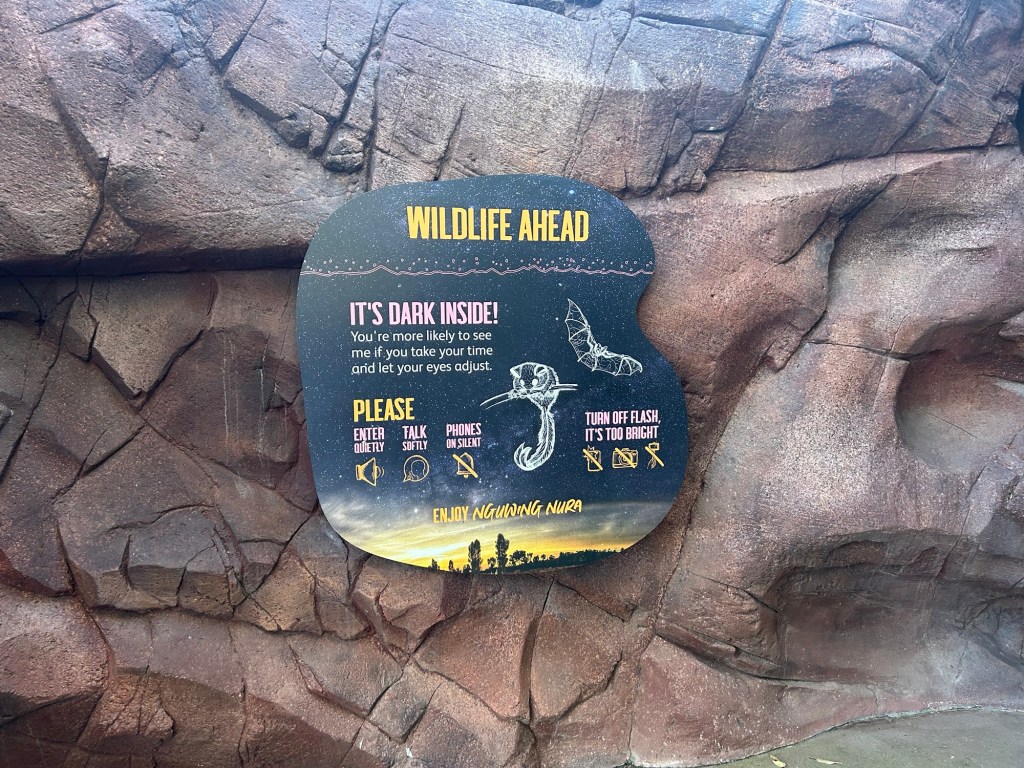 WILDLIFE AHEAD
IT'S DARK INSIDE!
You're more likely to see
me if you take your time
and let your eyes adjust.
PLEASE
ENTER
QUIETLY
TALK
SOFTLY
PHONES
ON SILENT
TURN OFF FLASH,
IT'S TOO BRIGHT
ENJOY NGUWING NURA